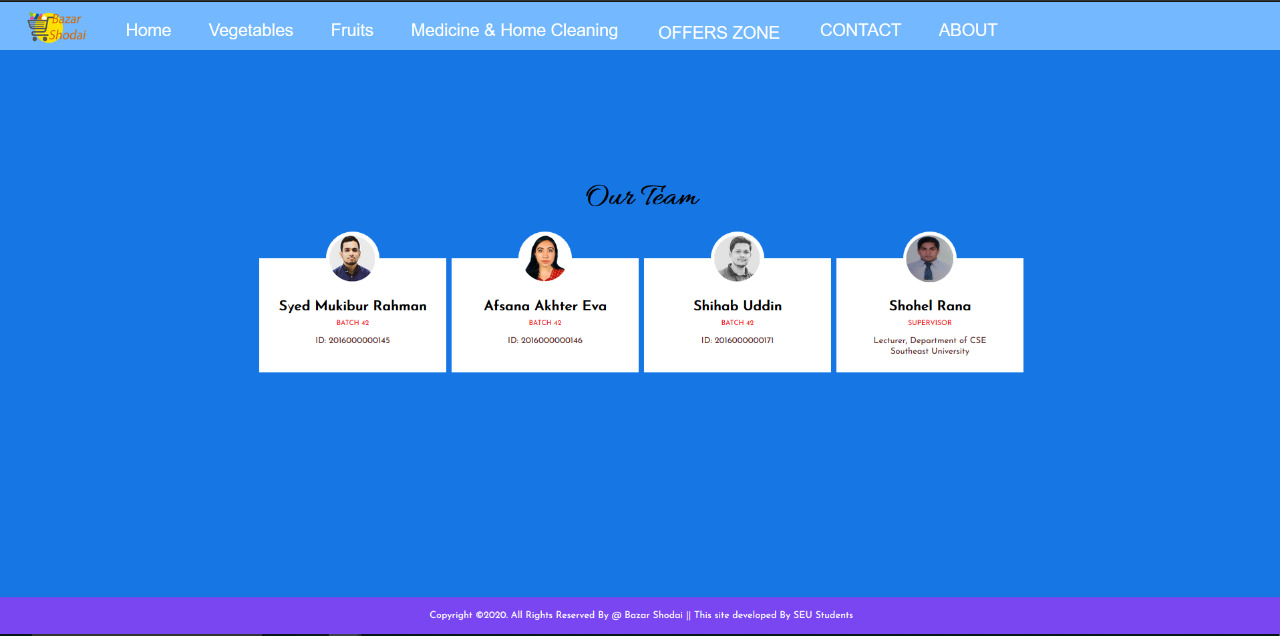 Bazar
Shodai
Home Vegetables Fruits Medicine & Home Cleaning OFFERS ZONE CONTACT ABOUT
Our Team
Syed Mukibur Rahman
BATCH 42
ID: 2016000000145
Afsana Akhter Eva
BATCH 42
ID: 2016000000146
Shihab Uddin
BATCH 42
ID: 2016000000171
Shohel Rana
SUPERVISOR
Lecturer, Department of CSE
Southeast University
Copyright ©2020. All Rights Reserved By @ Bazar Shodai || This site developed By SEU Students